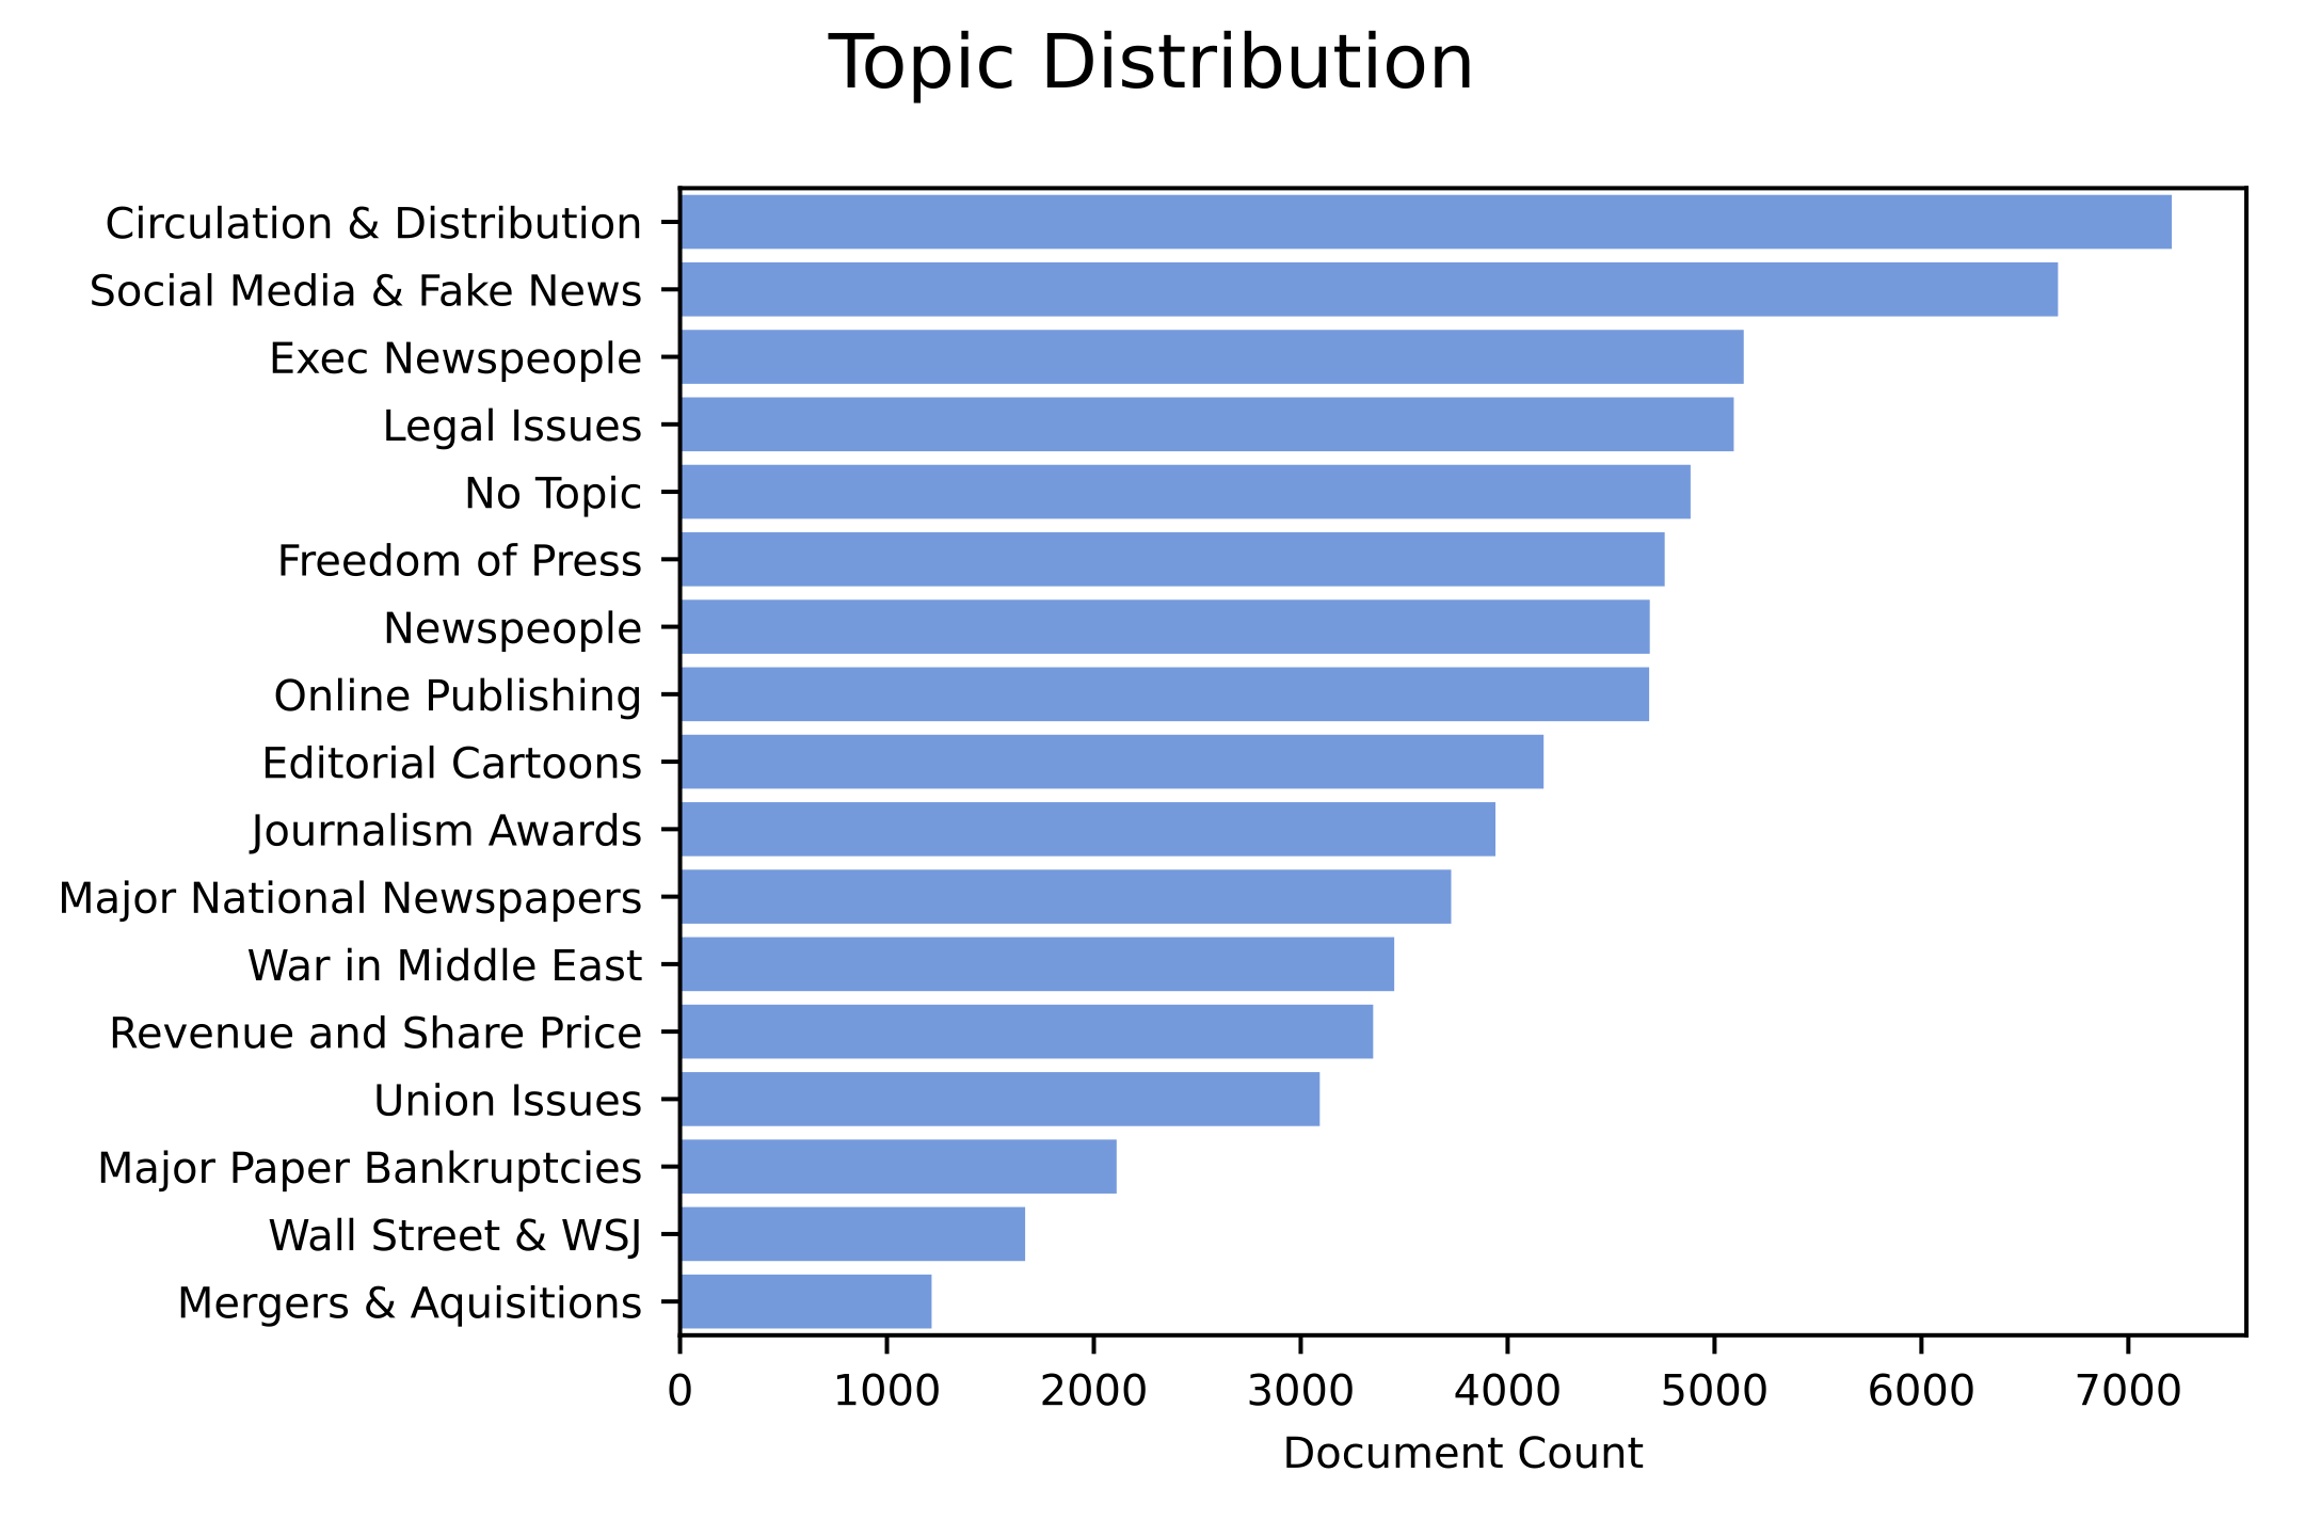 Topic Distribution
Circulation & Distribution
Social Media & Fake News
Exec Newspeople
Legal Issues
No Topic
Freedom of Press
Newspeople
Online Publishing
Editorial Cartoons
Journalism Awards
Major National Newspapers
War in Middle East
Revenue and Share Price
Union Issues
Major Paper Bankruptcies
Wall Street & WSJ
Mergers & Aquisitions
0 1000 2000 3000 4000 5000 6000 7000
Document Count